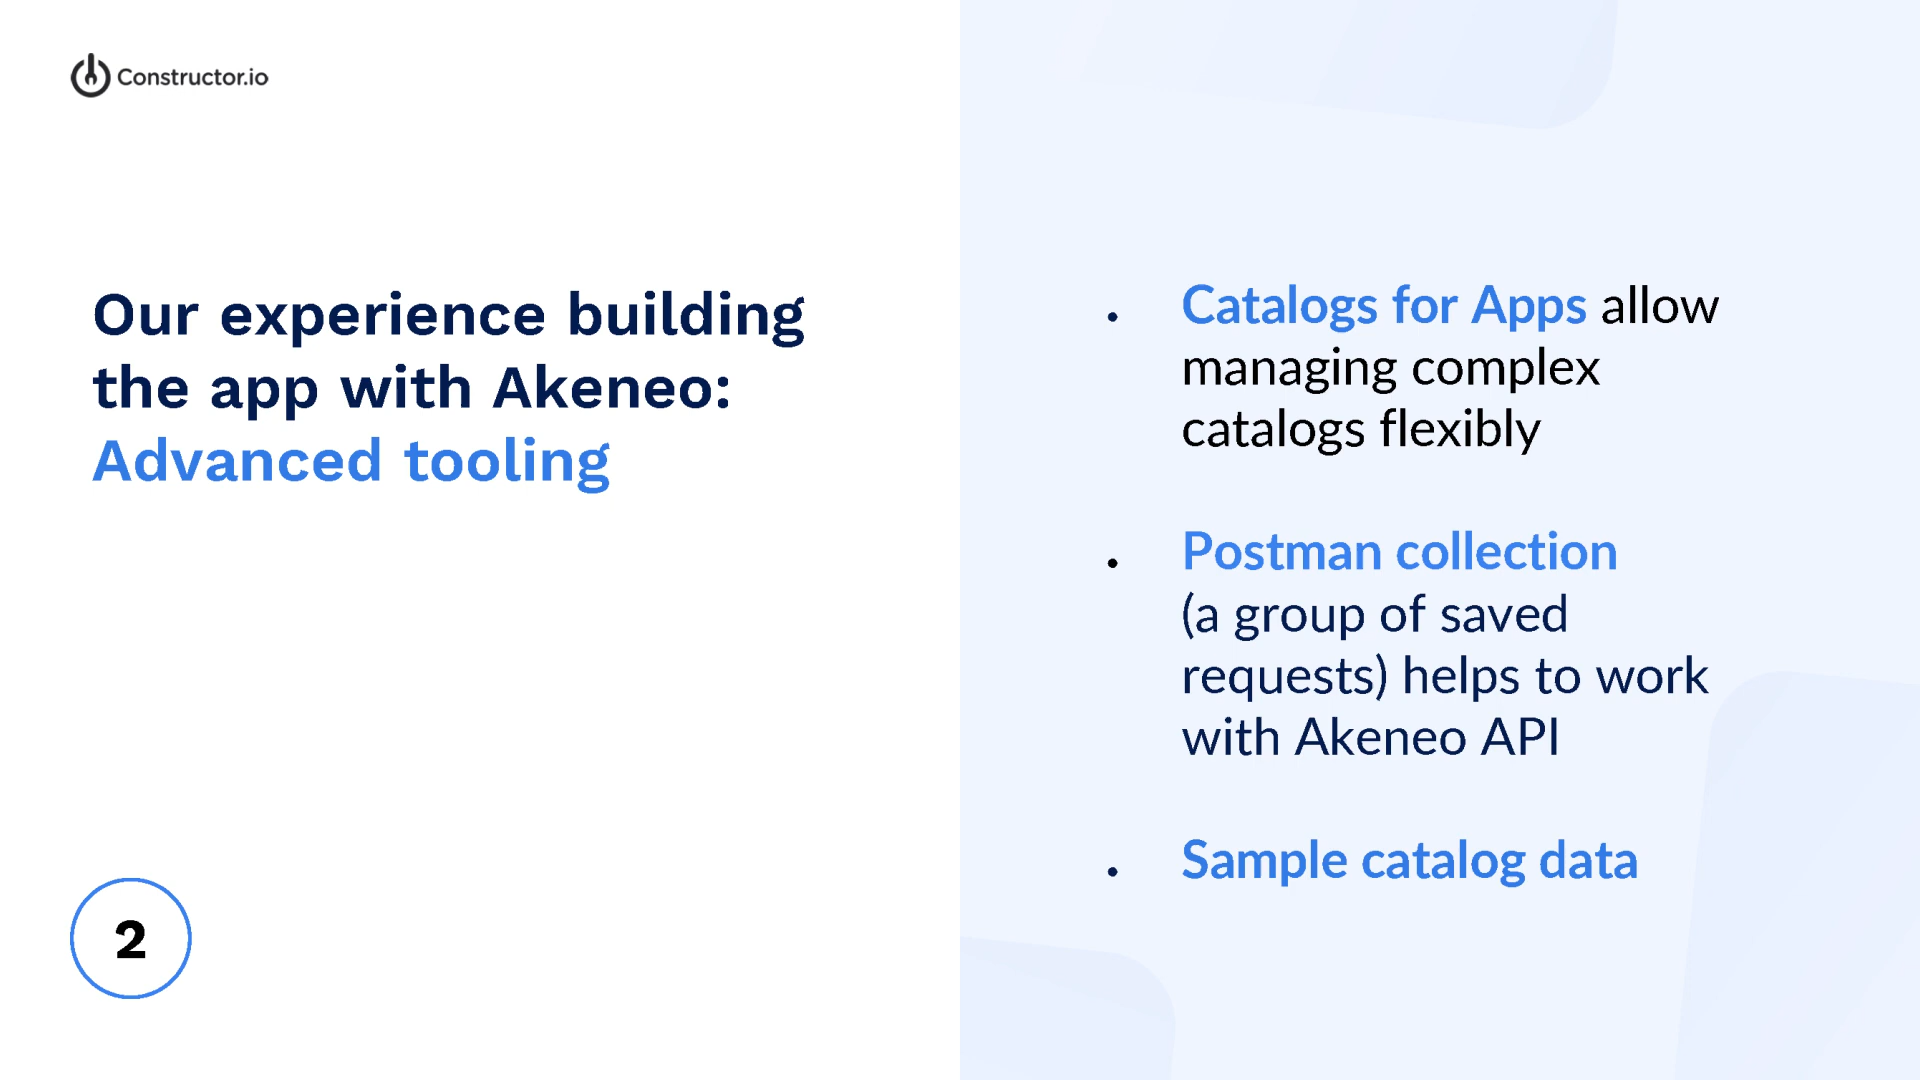 Constructor.io
Our experience building
the app with Akeneo:
Advanced tooling
2
• Catalogs for Apps allow
managing complex
catalogs flexibly
• Postman collection
(a group of saved
requests) helps to work
with Akeneo API
• Sample catalog data